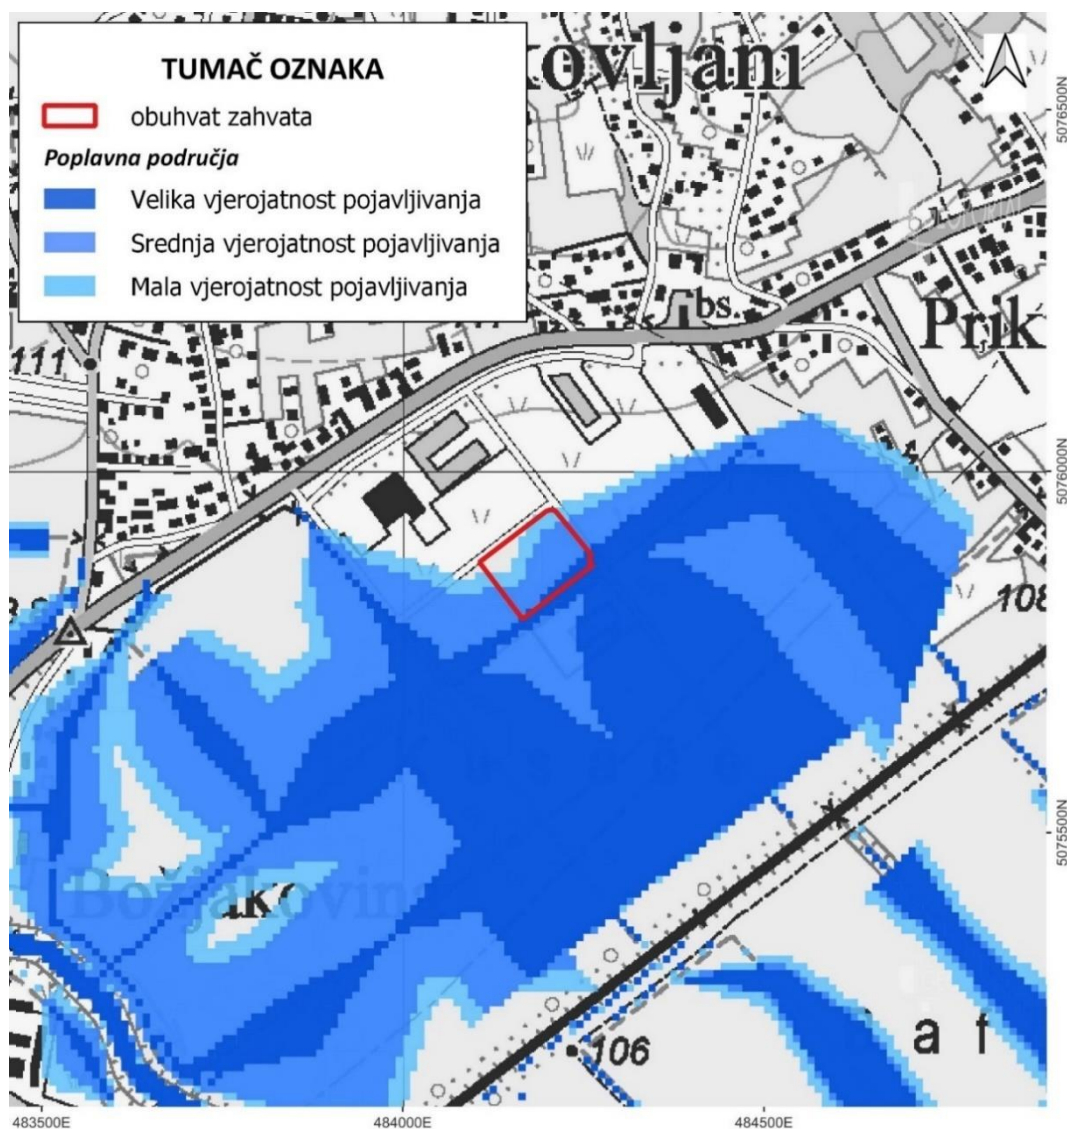 TUMAČ OZNAKA
obuhvat zahvata
Poplavna područja
Velika vjerojatnost pojavljivanja
Srednja vjerojatnost pojavljivanja
Mala vjerojatnost pojavljivanja
ovljani
5076500N
bs.
Prik
111
5076000N
108
5075500N
Božjakovina
a f
106
483500E
484000E
484500E